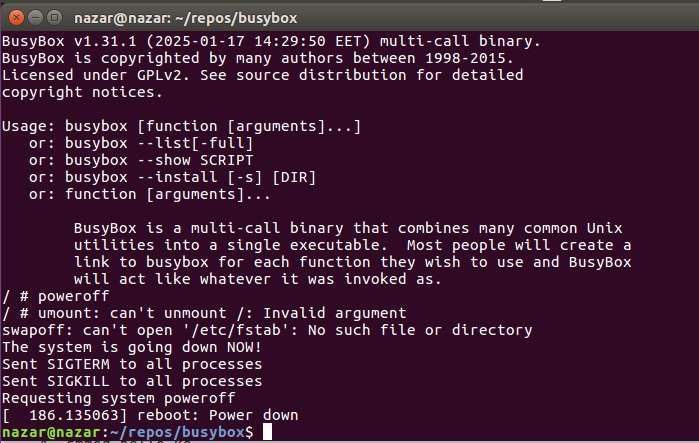 nazar@nazar: ~/repos/busybox
BusyBox v1.31.1 (2025-01-17 14:29:50 EET) multi-call binary.
BusyBox is copyrighted by many authors between 1998-2015.
Licensed under GPLv2. See source distribution for detailed
copyright notices.

Usage: busybox [function [arguments]...]
   or: busybox --list[-full]
   or: busybox --show SCRIPT
   or: busybox --install [-s] [DIR]
   or: function [arguments]...

        BusyBox is a multi-call binary that combines many common Unix
        utilities into a single executable.  Most people will create a
        link to busybox for each function they wish to use and BusyBox
        will act like whatever it was invoked as.
/ # poweroff
/ # umount: can't unmount /: Invalid argument
swapoff: can't open '/etc/fstab': No such file or directory
The system is going down NOW!
Sent SIGTERM to all processes
Sent SIGKILL to all processes
Requesting system poweroff
[  186.135063] reboot: Power down
nazar@nazar:~/repos/busybox$